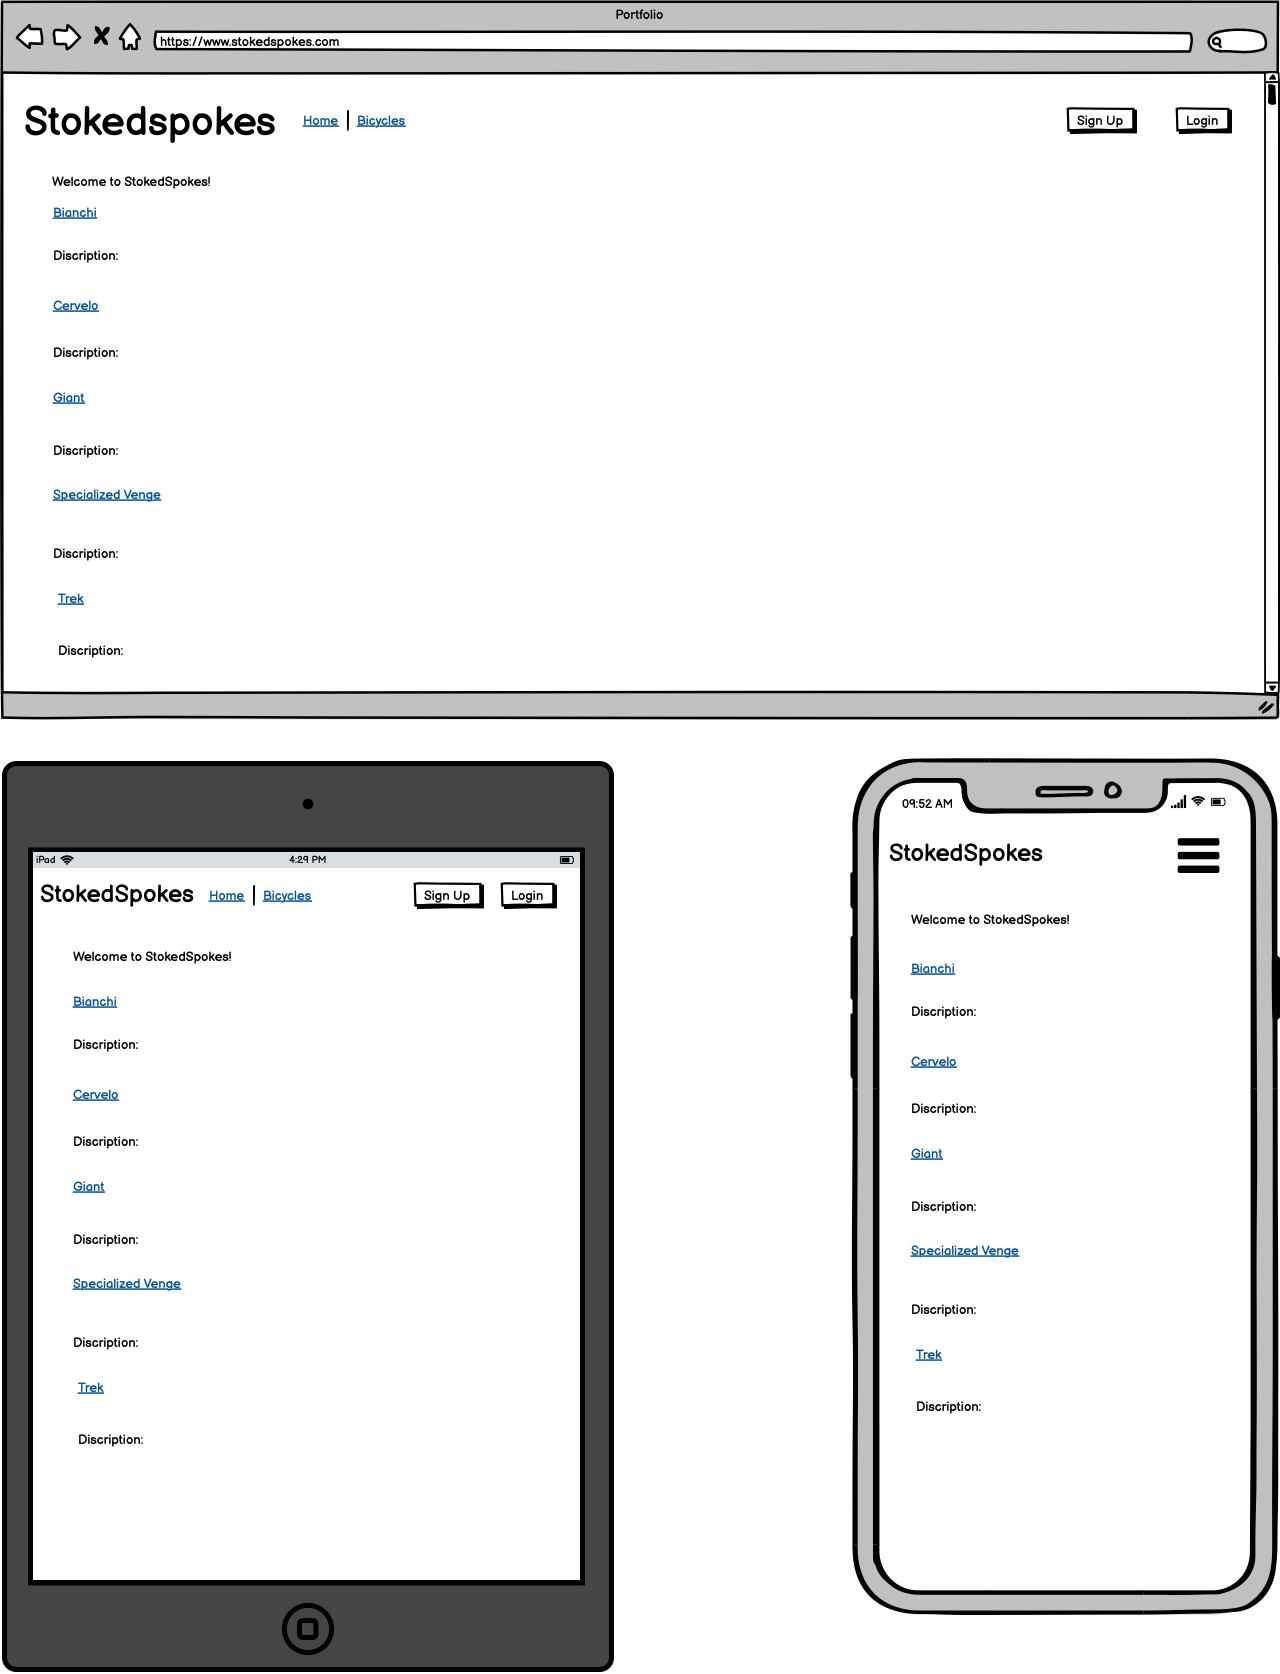 Portfolio
https://www.stokedspokes.com
Stokedspokes Home Bicycles Sign Up Login
Welcome to StokedSpokes!
Bianchi
Discription:
Cervelo
Discription:
Giant
Discription:
Specialized Venge
Discription:
Trek
Discription:
iPad 4:29 PM
StokedSpokes Home Bicycles Sign Up Login
Welcome to StokedSpokes!
Bianchi
Discription:
Cervelo
Discription:
Giant
Discription:
Specialized Venge
Discription:
Trek
Discription:
09:52 AM
StokedSpokes
Welcome to StokedSpokes!
Bianchi
Discription:
Cervelo
Discription:
Giant
Discription:
Specialized Venge
Discription:
Trek
Discription: